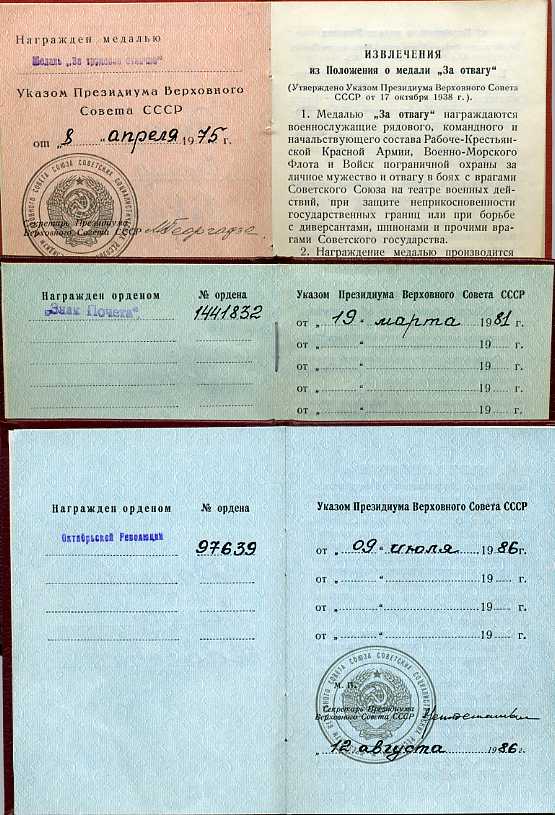 Награжден медалью
Медаль „За трудовое отличие"
Указом Президиума Верховного
Совета СССР
от „8 " апреля 1975 г.
Секретарь Президиума
Верховного Совета СССР МГеоргадзе
ИЗВЛЕЧЕНИЯ
из Положения о медали „За отвагу"
(Утверждено Указом Президиума Верховного Совета
СССР от 17 октября 1938 г.).
1. Медалью „За отвагу" награждаются
военнослужащие рядового, командного и
начальствующего состава Рабоче-Крестьян-
ской Красной Армии, Военно-Морского
Флота и Войск пограничной охраны за
личное мужество и отвагу в боях с врагами
Советского Союза на театре военных дей-
ствий, при защите неприкосновенности
государственных границ или при борьбе
с диверсантами, шпионами и прочими вра-
гами Советского государства.
2. Награждение медалью производится
Награжден орденом № ордена
„Знак Почета" 1441832
Указом Президиума Верховного Совета СССР
от „ 19 " марта 1981 г.
от „ " 19 г.
от „ " 19 г.
от „ " 19 г.
Награжден орденом № ордена
Октябрьской Революции 97639
Указом Президиума Верховного Совета СССР
от „ 09 " июля 1986 г.
от „ " 19 г.
от „ " 19 г.
от „ " 19 г.
М. П.
Секретарь Президиума
Верховного Совета СССР
„ 12 " августа 1986 г.